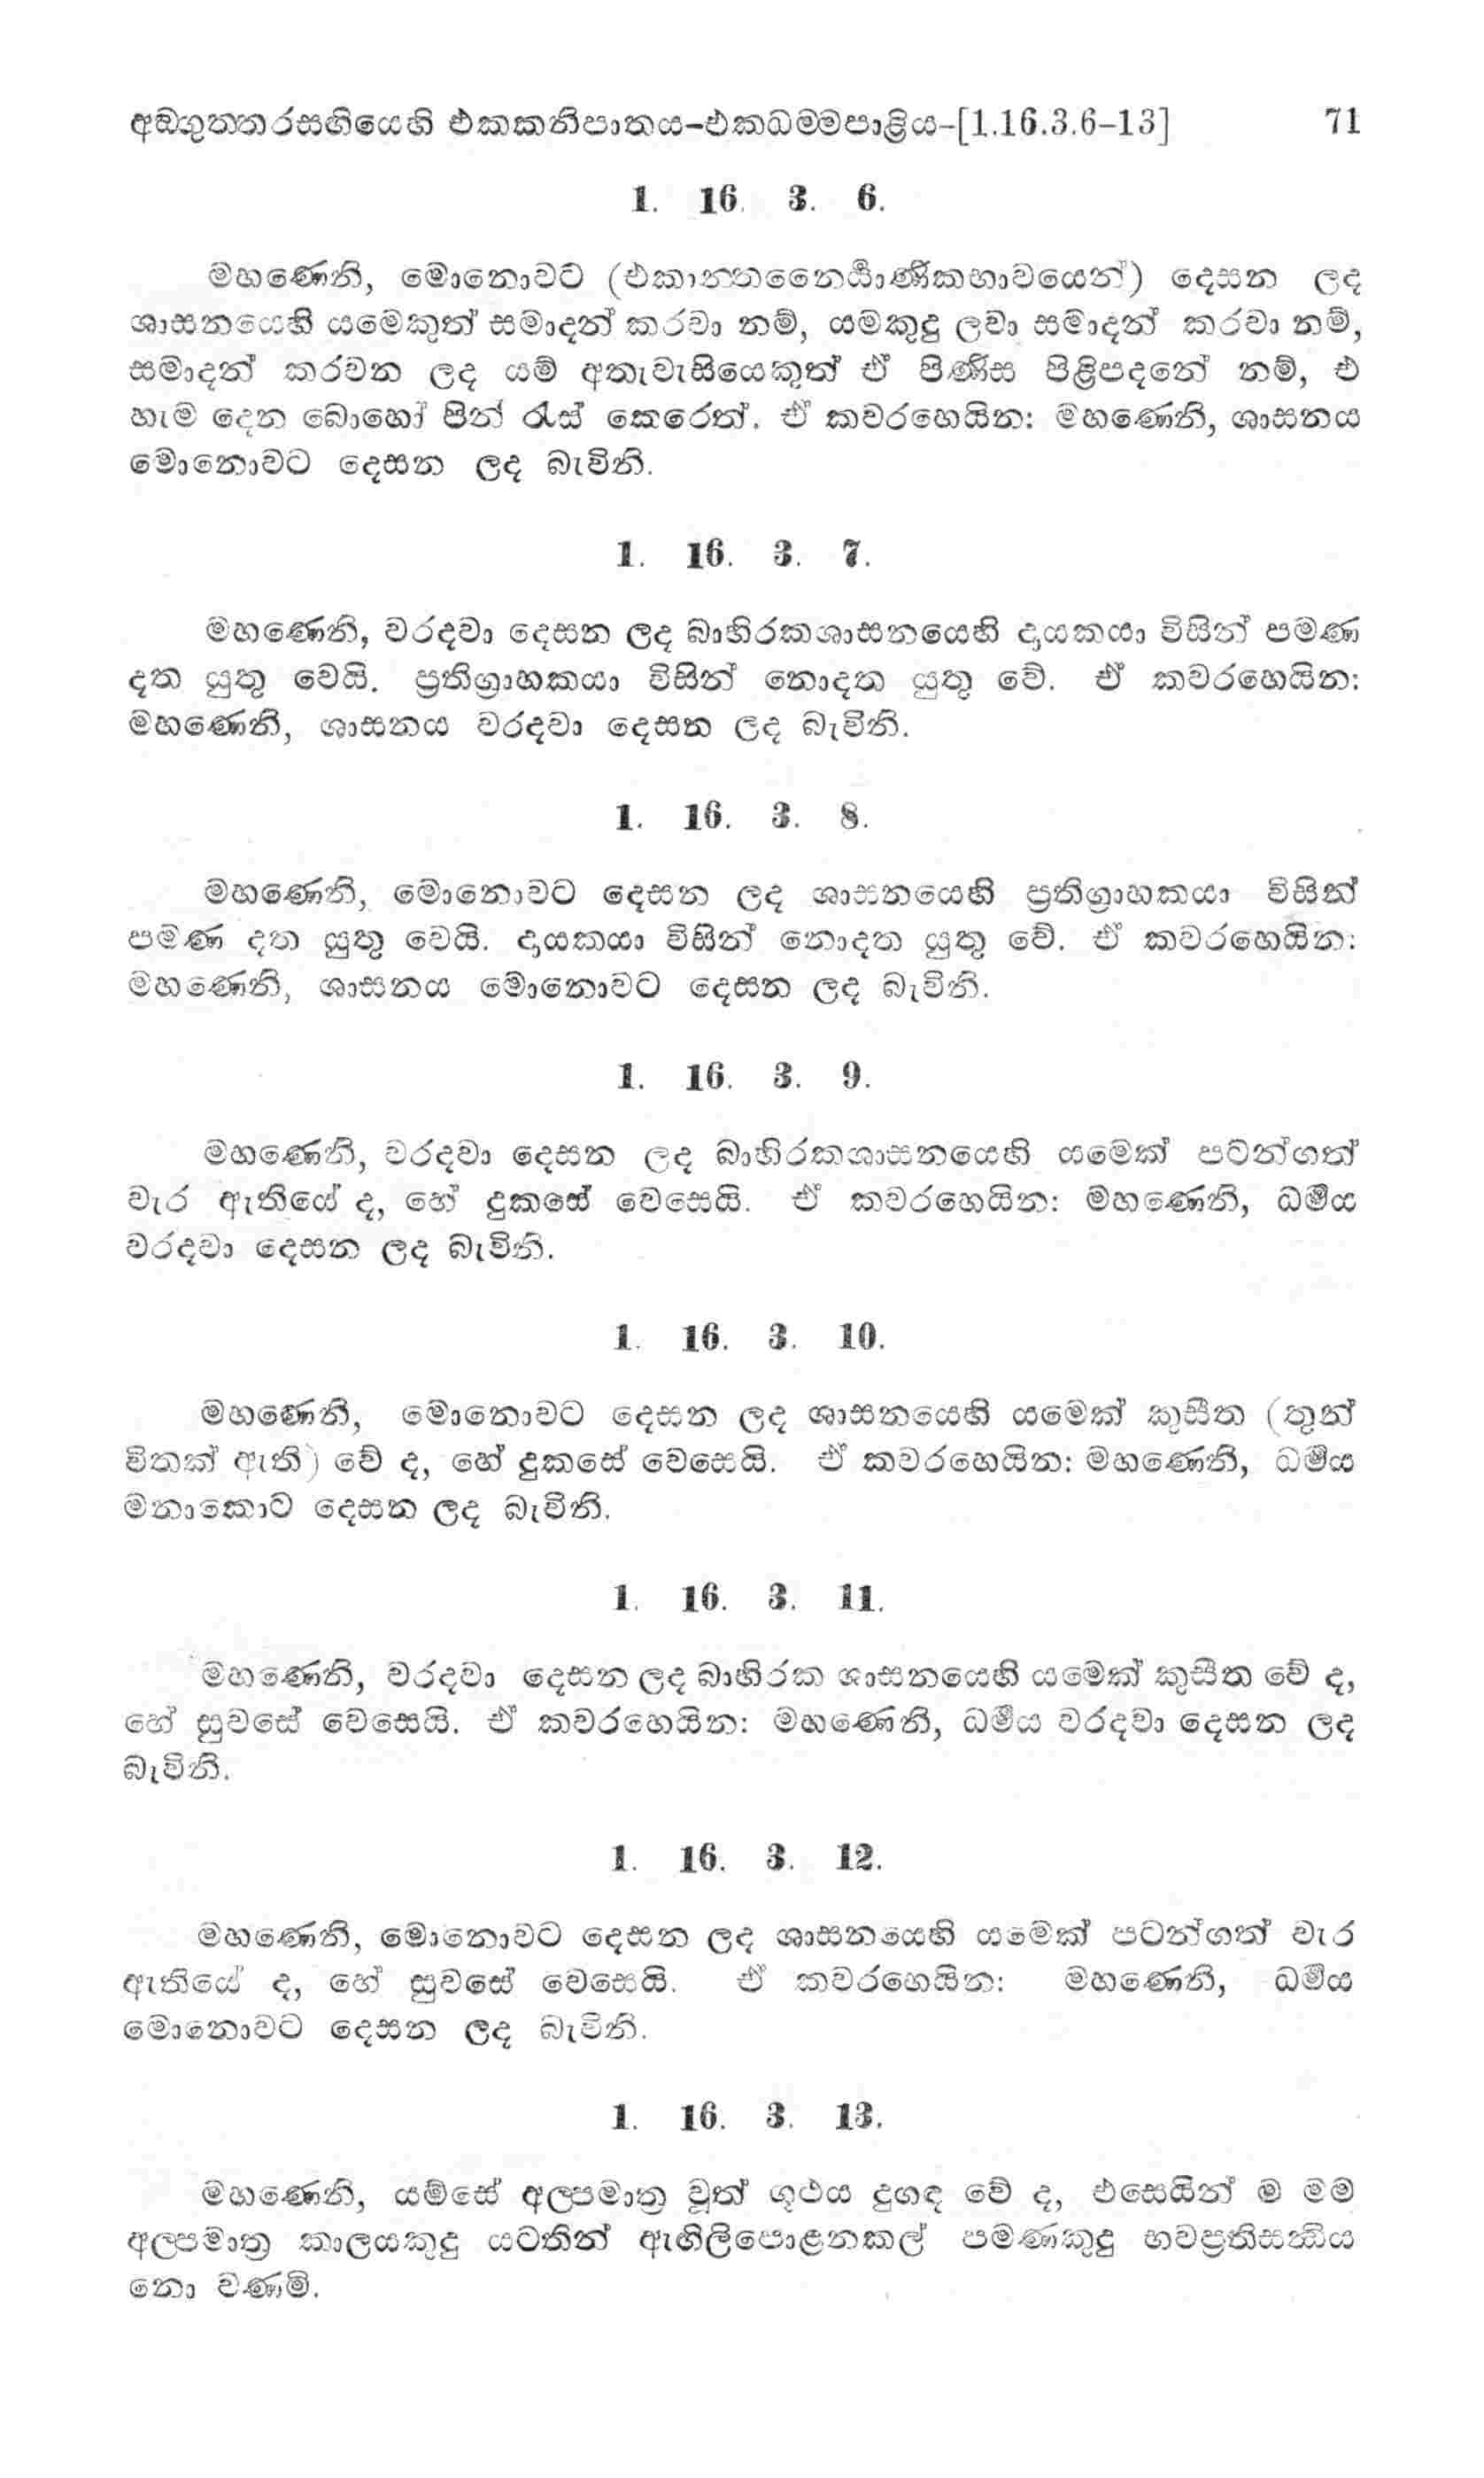 අඞ්ගුත්තරසඟියෙහි එකකනිපාතය-එකධම්මපාළිය-[1.16.3.6-13] 71
1. 16. 3. 6.
මහණෙනි, මොනොවට (එකාන්තනෛර්‍ය්‍යාණිකභාවයෙන්) දෙසන ලද
ශාසනයෙහි යමෙකුත් සමාදන් කරවා නම්, යමකුදු ලවා සමාදන් කරවා නම්,
සමාදන් කරවන ලද යම් අතැවැසියෙකුත් ඒ පිණිස පිළිපදනේ නම්, එ
හැම දෙන බොහෝ පින් රැස් කෙරෙත්. ඒ කවරහෙයින: මහණෙනි, ශාසනය
මොනොවට දෙසන ලද බැවිනි.
1. 16. 3. 7.
මහණෙනි, වරදවා දෙසන ලද බාහිරකශාසනයෙහි දායකයා විසින් පමණ
දත යුතු වෙයි. ප්‍රතිග්‍රාහකයා විසින් නොදත යුතු වේ. ඒ කවරහෙයින:
මහණෙනි, ශාසනය වරදවා දෙසන ලද බැවිනි.
1. 16. 3. 8.
මහණෙනි, මොනොවට දෙසන ලද ශාසනයෙහි ප්‍රතිග්‍රාහකයා විසින්
පමණ දත යුතු වෙයි. දායකයා විසින් නොදත යුතු වේ. ඒ කවරහෙයින:
මහණෙනි, ශාසනය මොනොවට දෙසන ලද බැවිනි.
1. 16. 3. 9.
මහණෙනි, වරදවා දෙසන ලද බාහිරකශාසනයෙහි යමෙක් පටන්ගත්
වැර ඇතියේ ද, හේ දුකසේ වෙසෙයි. ඒ කවරහෙයින: මහණෙනි, ධර්‍මය
වරදවා දෙසන ලද බැවිනි.
1. 16. 3. 10.
මහණෙනි, මොනොවට දෙසන ලද ශාසනයෙහි යමෙක් කුසීත (තුන්
විතක් ඇති) වේ ද, හේ දුකසේ වෙසෙයි. ඒ කවරහෙයින: මහණෙනි, ධර්‍මය
මනාකොට දෙසන ලද බැවිනි.
1. 16. 3. 11.
මහණෙනි, වරදවා දෙසන ලද බාහිරක ශාසනයෙහි යමෙක් කුසීත වේ ද,
හේ සුවසේ වෙසෙයි. ඒ කවරහෙයින: මහණෙනි, ධර්‍මය වරදවා දෙසන ලද
බැවිනි.
1. 16. 3. 12.
මහණෙනි, මොනොවට දෙසන ලද ශාසනයෙහි යමෙක් පටන්ගත් වැර
ඇතියේ ද, හේ සුවසේ වෙසෙයි. ඒ කවරහෙයින: මහණෙනි, ධර්‍මය
මොනොවට දෙසන ලද බැවිනි.
1. 16. 3. 13.
මහණෙනි, යම්සේ අල්පමාත්‍ර වූත් ගූථය දුගඳ වේ ද, එසෙයින් ම මම
අල්පමාත්‍ර කාලයකුදු යටතින් ඇඟිලිපොළනකල් පමණකුදු භවප්‍රතිසන්‍ධිය
නො වණමි.